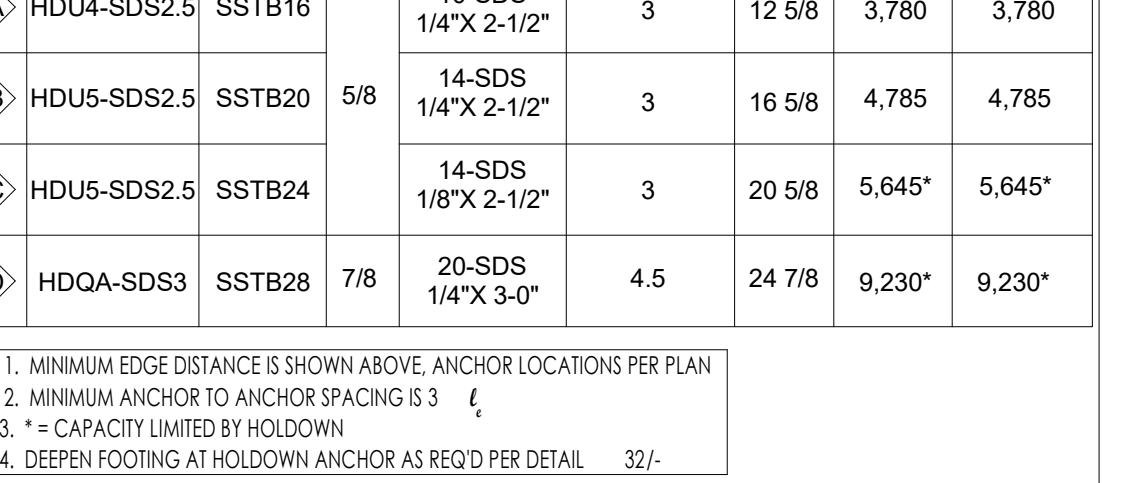 HDU4-SDS2.5 SSTB16 1/4"X 2-1/2" 3 12 5/8 3,780 3,780
HDU5-SDS2.5 SSTB20 5/8 14-SDS 1/4"X 2-1/2" 3 16 5/8 4,785 4,785
HDU5-SDS2.5 SSTB24 14-SDS 1/8"X 2-1/2" 3 20 5/8 5,645* 5,645*
HDQA-SDS3 SSTB28 7/8 20-SDS 1/4"X 3-0" 4.5 24 7/8 9,230* 9,230*
1. MINIMUM EDGE DISTANCE IS SHOWN ABOVE, ANCHOR LOCATIONS PER PLAN
2. MINIMUM ANCHOR TO ANCHOR SPACING IS 3 ℓe
3. * = CAPACITY LIMITED BY HOLDOWN
4. DEEPEN FOOTING AT HOLDOWN ANCHOR AS REQ'D PER DETAIL 32/-